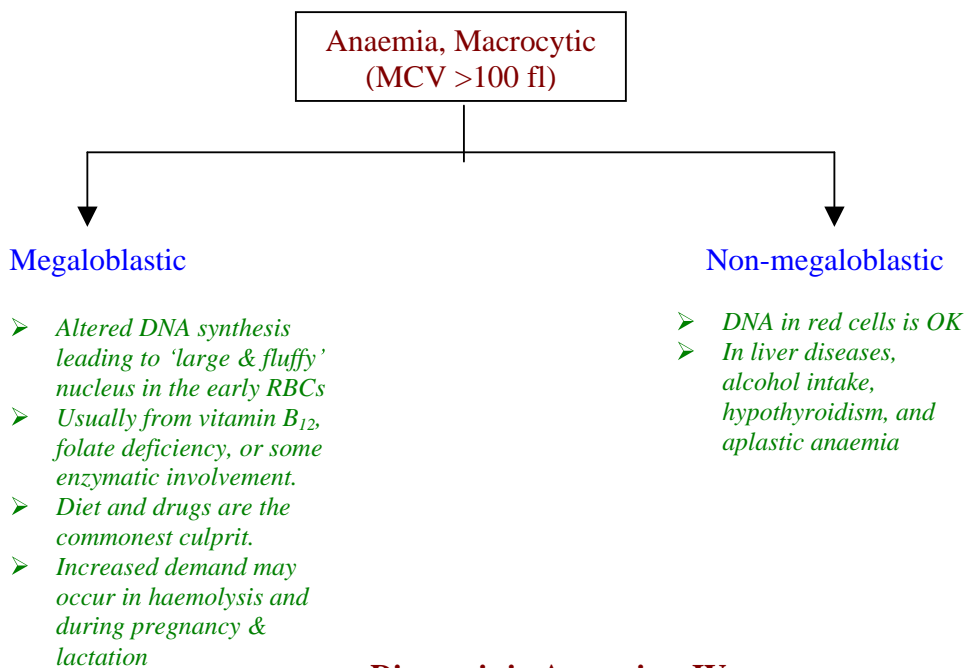 Anaemia, Macrocytic
(MCV >100 fl)
Megaloblastic
➢ Altered DNA synthesis
leading to ‘large & fluffy’
nucleus in the early RBCs
➢ Usually from vitamin B₁₂,
folate deficiency, or some
enzymatic involvement.
➢ Diet and drugs are the
commonest culprit.
➢ Increased demand may
occur in haemolysis and
during pregnancy &
lactation
Non-megaloblastic
➢ DNA in red cells is OK
➢ In liver diseases,
alcohol intake,
hypothyroidism, and
aplastic anaemia